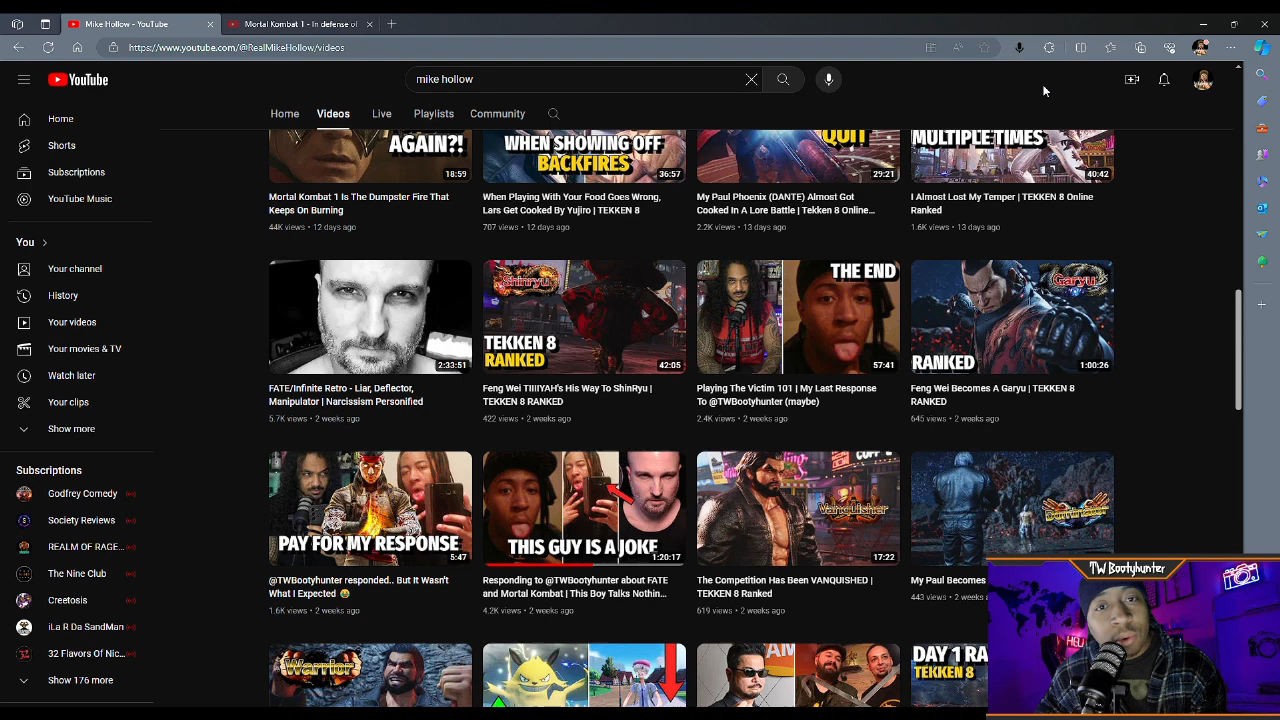 Mike Hollow - YouTube
Mortal Kombat 1 - In defense of
https://www.youtube.com/@RealMikeHollow/videos
YouTube
mike hollow
Home
Videos
Live
Playlists
Community
Home
Shorts
Subscriptions
YouTube Music
You
Your channel
History
Your videos
Your movies & TV
Watch later
Your clips
Show more
Subscriptions
Godfrey Comedy
Society Reviews
REALM OF RAGE...
The Nine Club
Creetosis
iLa R Da SandMan
32 Flavors Of Nic...
Show 176 more
AGAIN?!
18:59
Mortal Kombat 1 Is The Dumpster Fire That
Keeps On Burning
44K views • 12 days ago
WHEN SHOWING OFF
BACKFIRES
36:57
When Playing With Your Food Goes Wrong,
Lars Get Cooked By Yujiro | TEKKEN 8
707 views • 12 days ago
QUIT
29:21
My Paul Phoenix (DANTE) Almost Got
Cooked In A Lore Battle | Tekken 8 Online...
2.2K views • 13 days ago
MULTIPLE TIMES
40:42
I Almost Lost My Temper | TEKKEN 8 Online
Ranked
1.6K views • 13 days ago
2:33:51
FATE/Infinite Retro - Liar, Deflector,
Manipulator | Narcissism Personified
5.7K views • 2 weeks ago
Shinryu
TEKKEN 8
RANKED
42:05
Feng Wei TIIIIYAH's His Way To ShinRyu |
TEKKEN 8 RANKED
422 views • 2 weeks ago
THE END
57:41
Playing The Victim 101 | My Last Response
To @TWBootyhunter (maybe)
2.4K views • 2 weeks ago
Garyu
RANKED
1:00:26
Feng Wei Becomes A Garyu | TEKKEN 8
RANKED
645 views • 2 weeks ago
PAY FOR MY RESPONSE
5:47
@TWBootyhunter responded.. But It Wasn't
What I Expected 😂
1.6K views • 2 weeks ago
THIS GUY IS A JOKE
1:20:17
Responding to @TWBootyhunter about FATE
and Mortal Kombat | This Boy Talks Nothin...
4.2K views • 2 weeks ago
Vanquisher
17:22
The Competition Has Been VANQUISHED |
TEKKEN 8 Ranked
619 views • 2 weeks ago
My Paul Becomes
443 views • 2 weeks a
Warrior
DAY 1 RA
TEKKEN 8
TW Bootyhunter